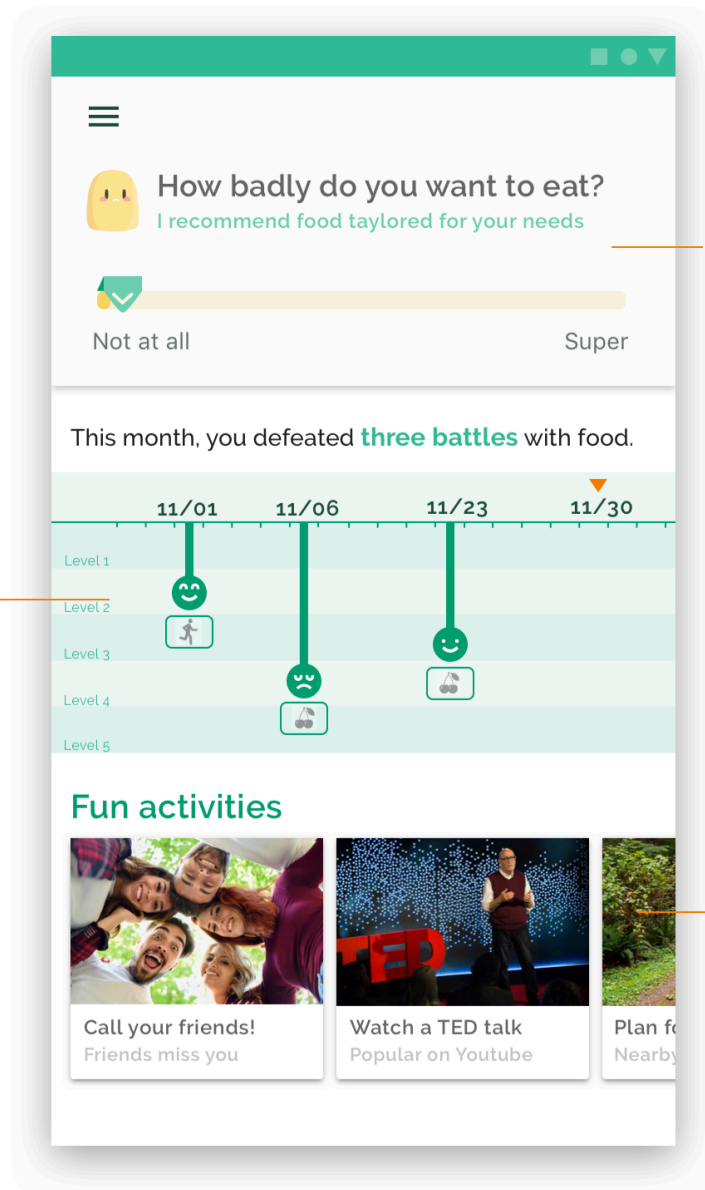 How badly do you want to eat?
I recommend food taylored for your needs
Not at all
Super
This month, you defeated three battles with food.
11/01
11/06
11/23
11/30
Level 1
Level 2
Level 3
Level 4
Level 5
Fun activities
TED
Call your friends!
Friends miss you
Watch a TED talk
Popular on Youtube
Plan fo
Nearby